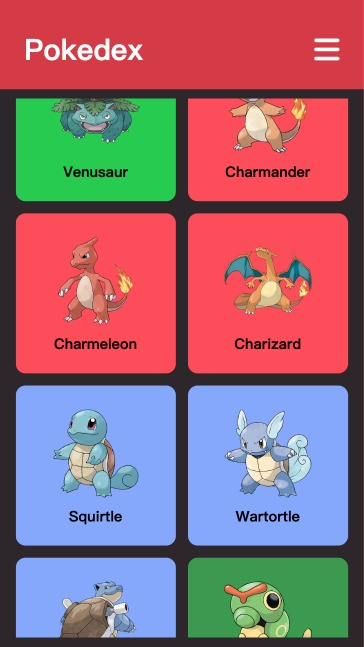 Pokedex
Venusaur
Charmander
Charmeleon
Charizard
Squirtle
Wartortle